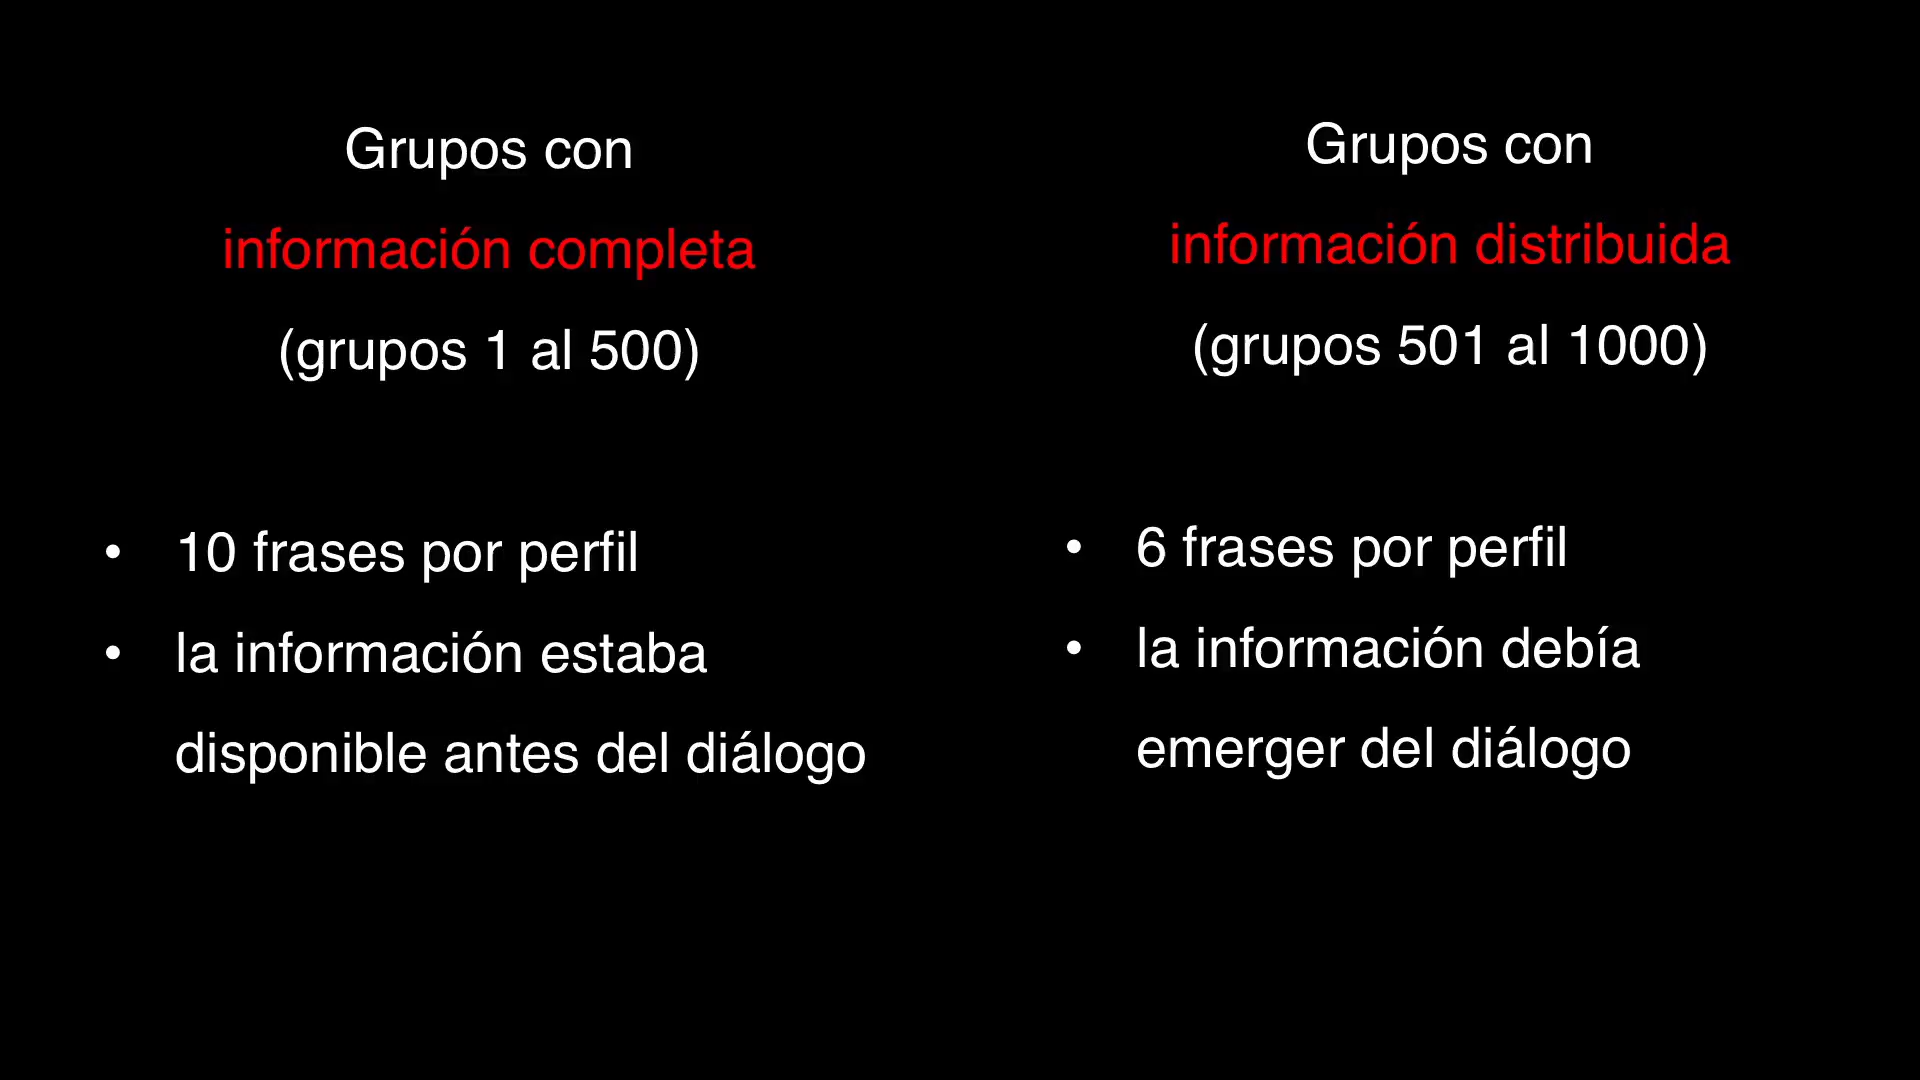 Grupos con
información completa
(grupos 1 al 500)
• 10 frases por perfil
• la información estaba
disponible antes del diálogo
Grupos con
información distribuida
(grupos 501 al 1000)
• 6 frases por perfil
• la información debía
emerger del diálogo